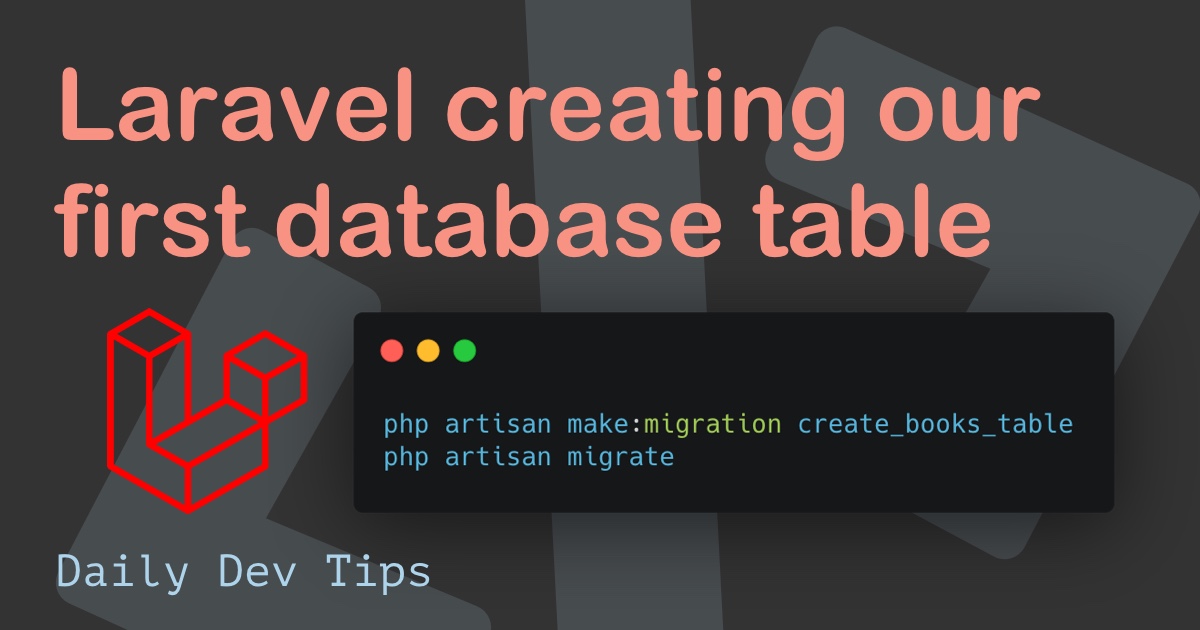 Laravel creating our
first database table
php artisan make:migration create_books_table
php artisan migrate
Daily Dev Tips